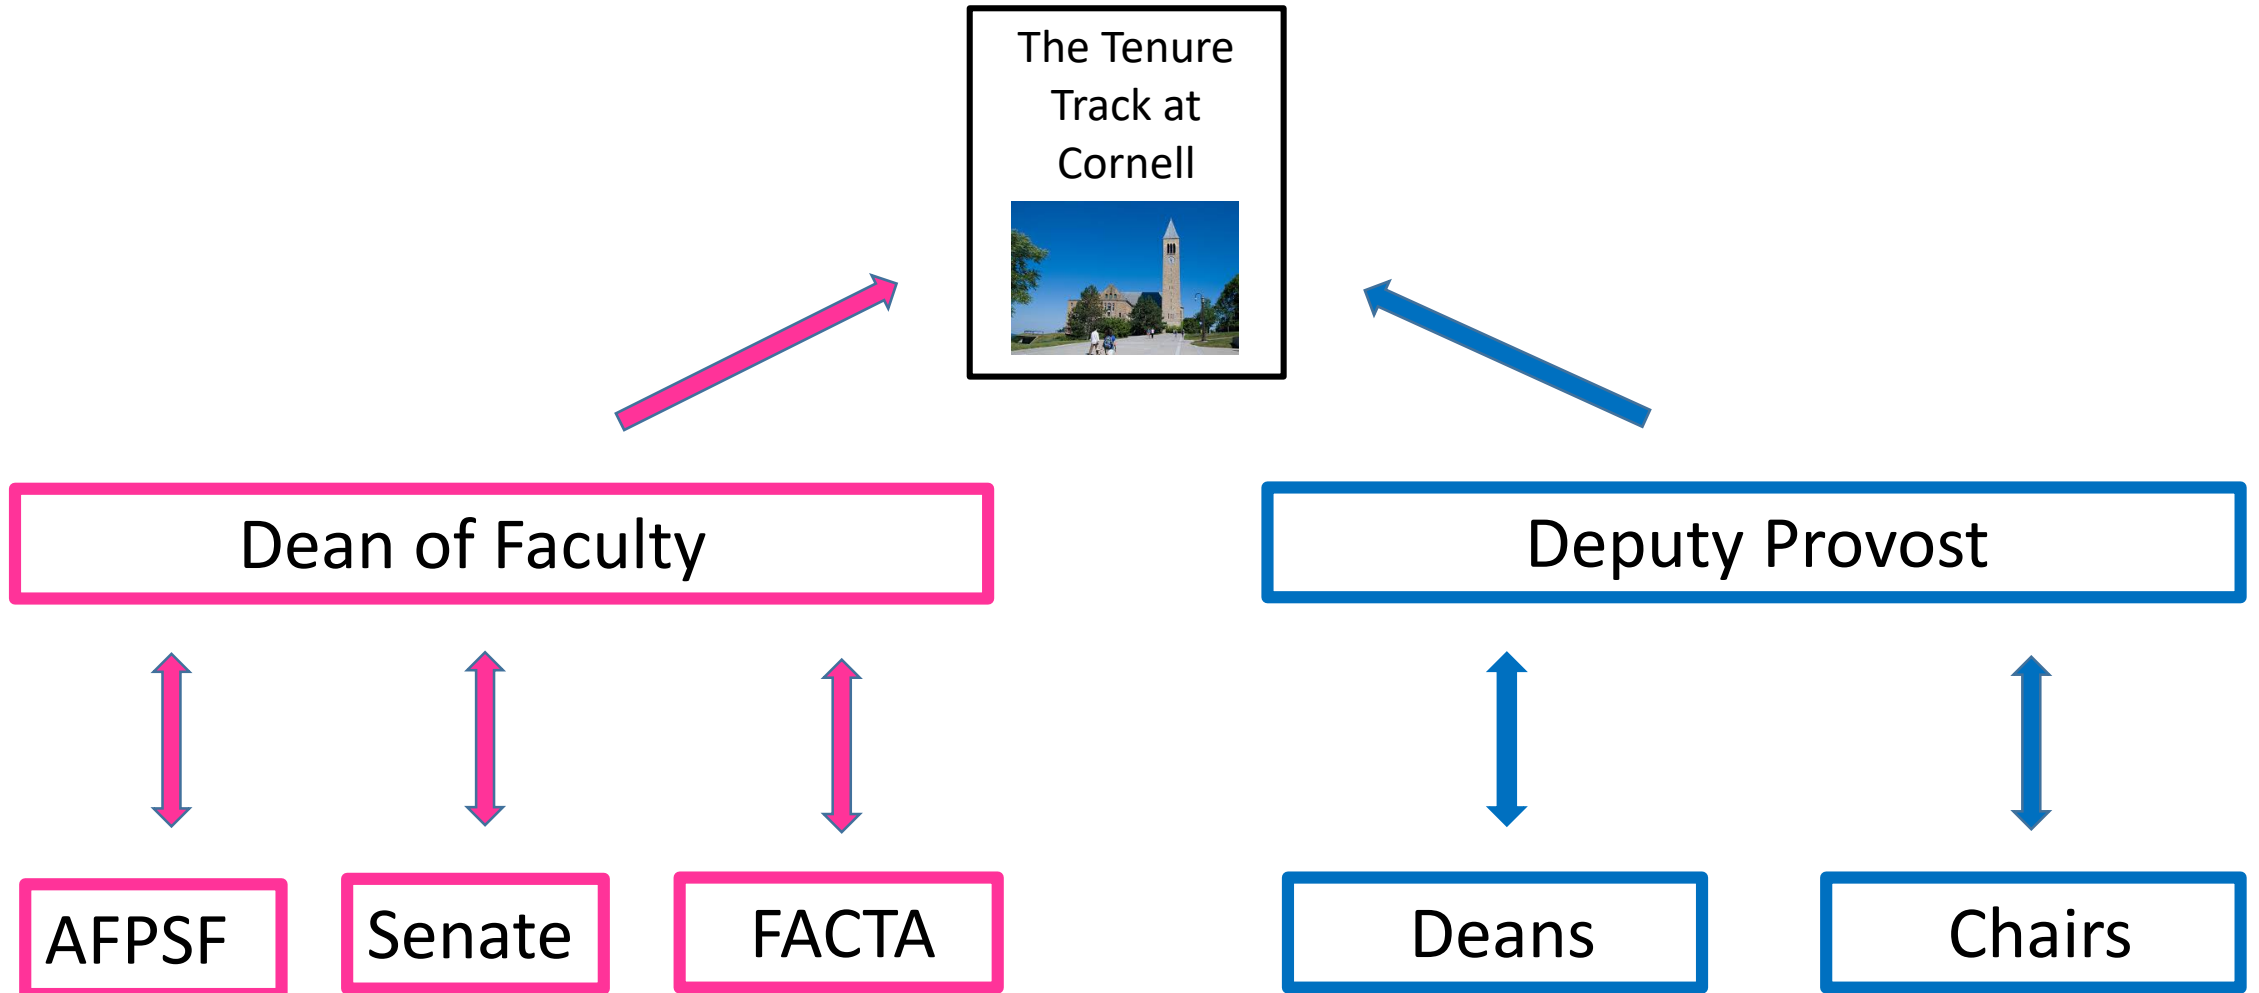 The Tenure
Track at
Cornell
Dean of Faculty
Deputy Provost
AFPSF
Senate
FACTA
Deans
Chairs